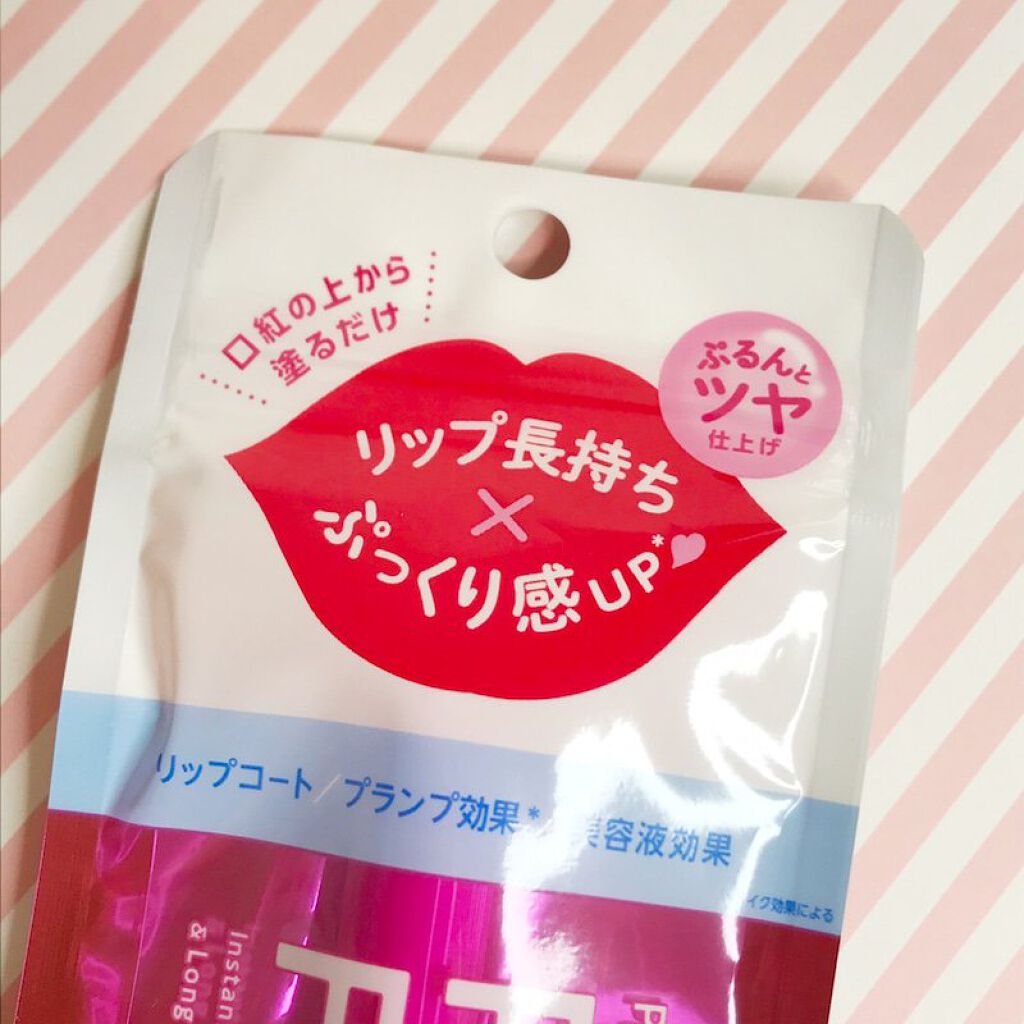 口紅の上から
塗るだけ
ぷるんと
ツヤ
仕上げ
リップ長持ち
×
ぷっくり感UP*
リップコート/プランプ効果* 美容液効果
イク効果による
Instan
& Long